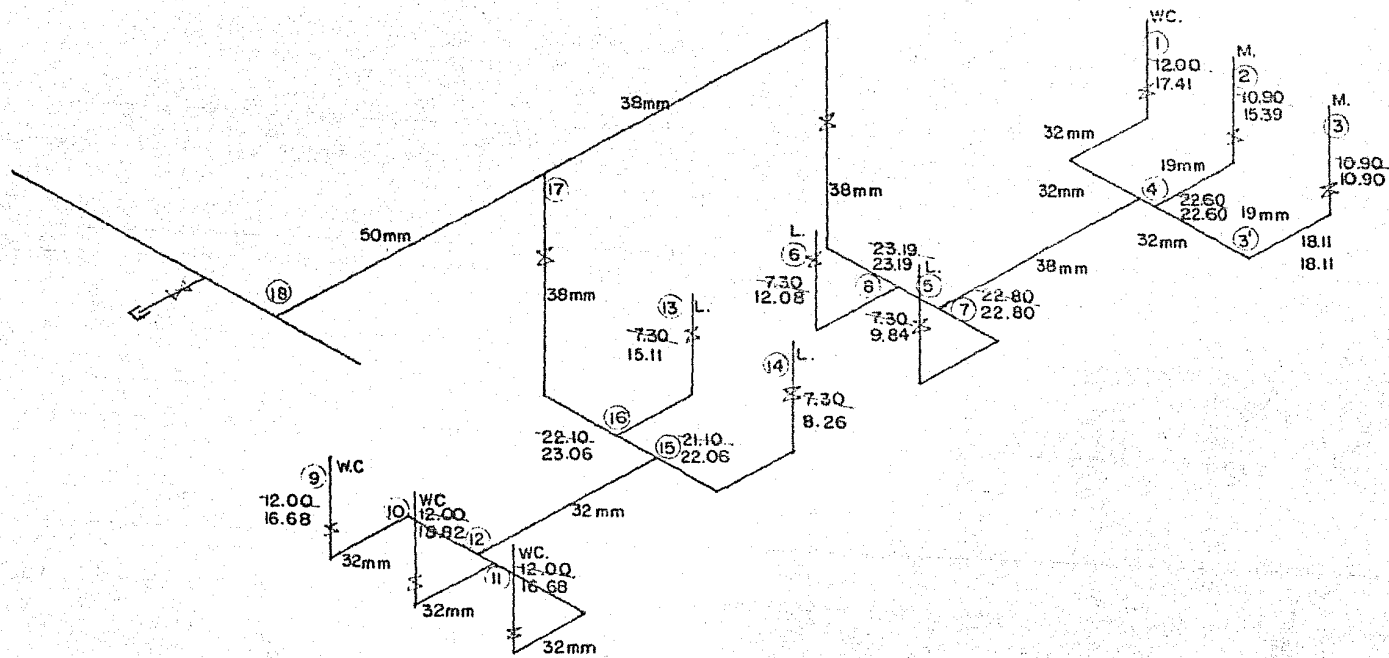 WC.
1
12.00
17.41
M.
2
10.90
15.39
M.
3
10.90
10.90
38mm
32mm
19mm
32mm
4
22.60
22.60
19mm
3'
18.11
18.11
32mm
17
38mm
50mm
L.
6
7.30
12.08
23.19
23.19
8
L.
5
7.30
9.84
38mm
7
22.80
22.80
18
38mm
13
L.
7.30
15.11
14
L.
7.30
8.26
16
22.10
23.06
15
21.10
22.06
9
W.C
12.00
16.68
32mm
10
WC
12.00
12
32mm
11
WC.
12.00
16.68
32mm
32mm